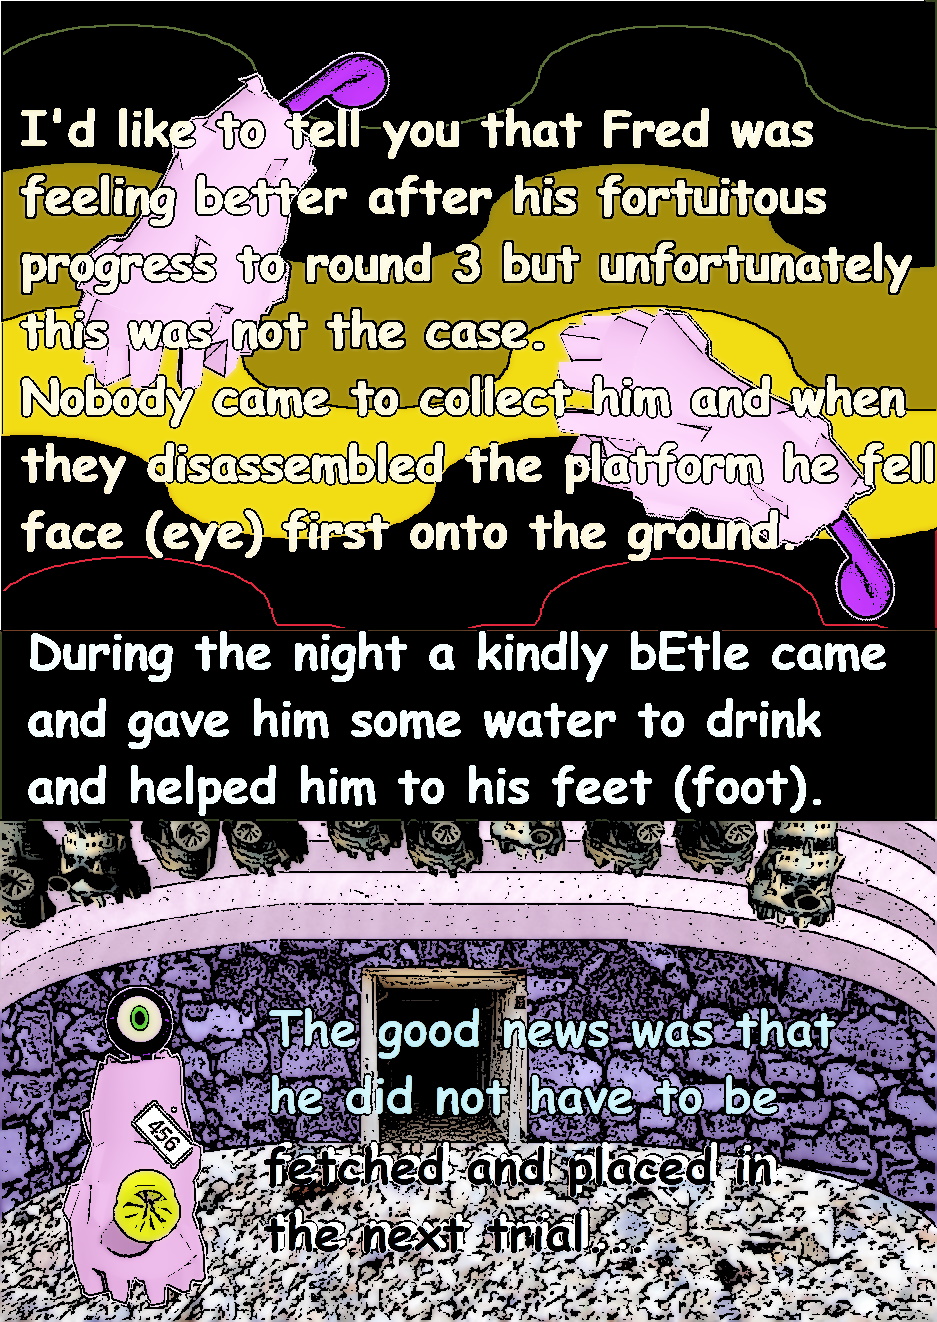 I'd like to tell you that Fred was
feeling better after his fortuitous
progress to round 3 but unfortunately
this was not the case.
Nobody came to collect him and when
they disassembled the platform he fell
face (eye) first onto the ground.
During the night a kindly bEtle came
and gave him some water to drink
and helped him to his feet (foot).
The good news was that
he did not have to be
fetched and placed in
the next trial....
456